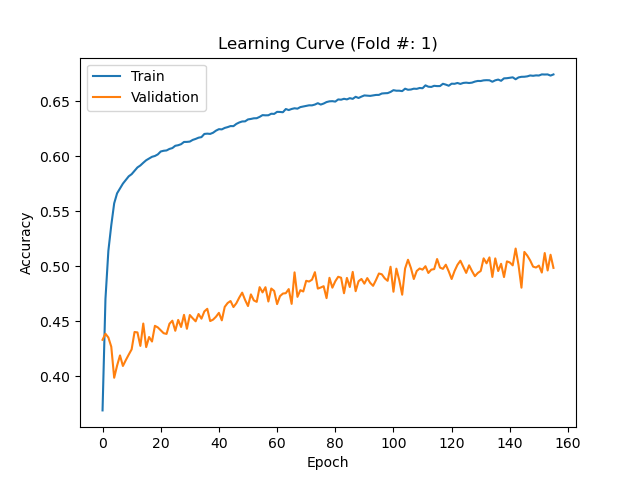 Learning Curve (Fold #: 1)
Train
Validation
Accuracy
0.65
0.60
0.55
0.50
0.45
0.40
0 20 40 60 80 100 120 140 160
Epoch